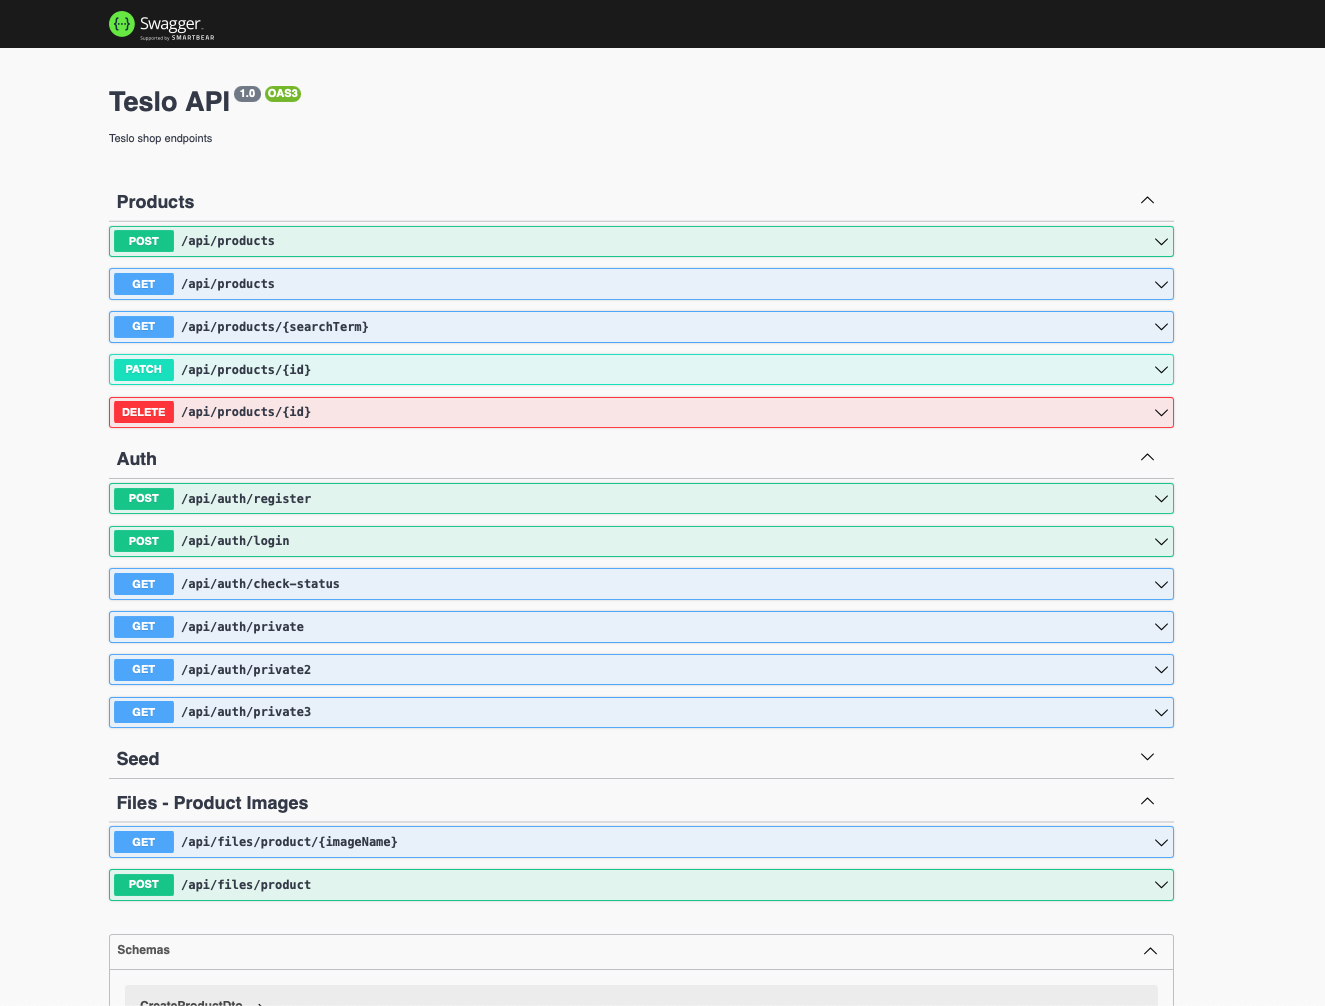 Swagger.
Supported by SMARTBEAR
Teslo API 1.0 OAS3
Teslo shop endpoints
Products
POST /api/products
GET /api/products
GET /api/products/{searchTerm}
PATCH /api/products/{id}
DELETE /api/products/{id}
Auth
POST /api/auth/register
POST /api/auth/login
GET /api/auth/check-status
GET /api/auth/private
GET /api/auth/private2
GET /api/auth/private3
Seed
Files - Product Images
GET /api/files/product/{imageName}
POST /api/files/product
Schemas
CreateProductDto